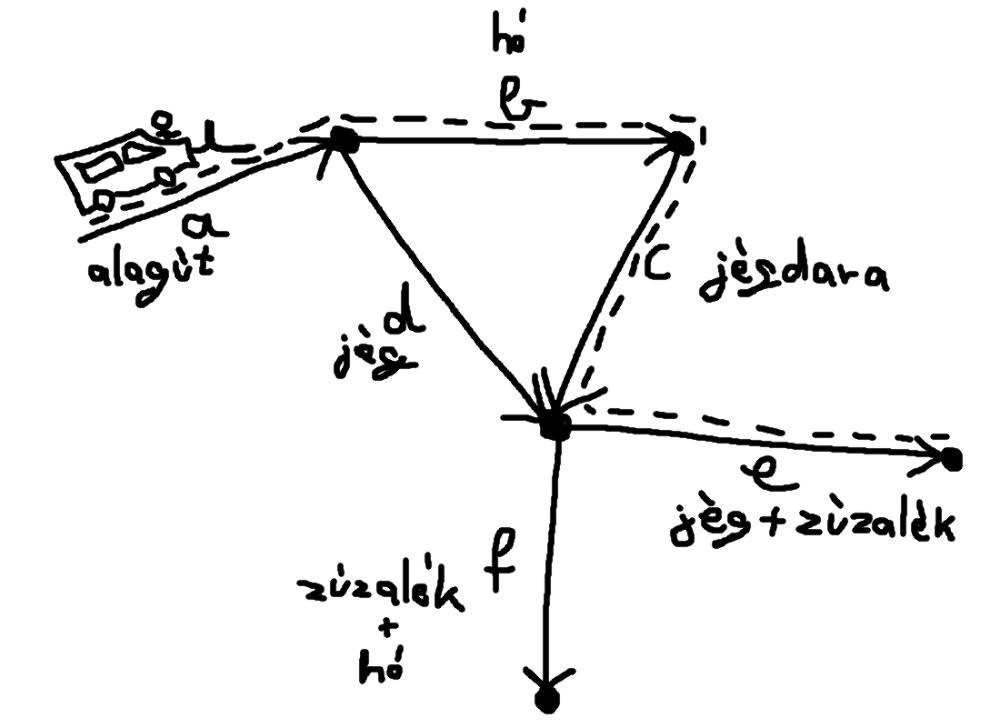 hó
b
a
alagút
c
jégdara
d
jég
e
jég + zúzalék
f
zúzalék
+
hó